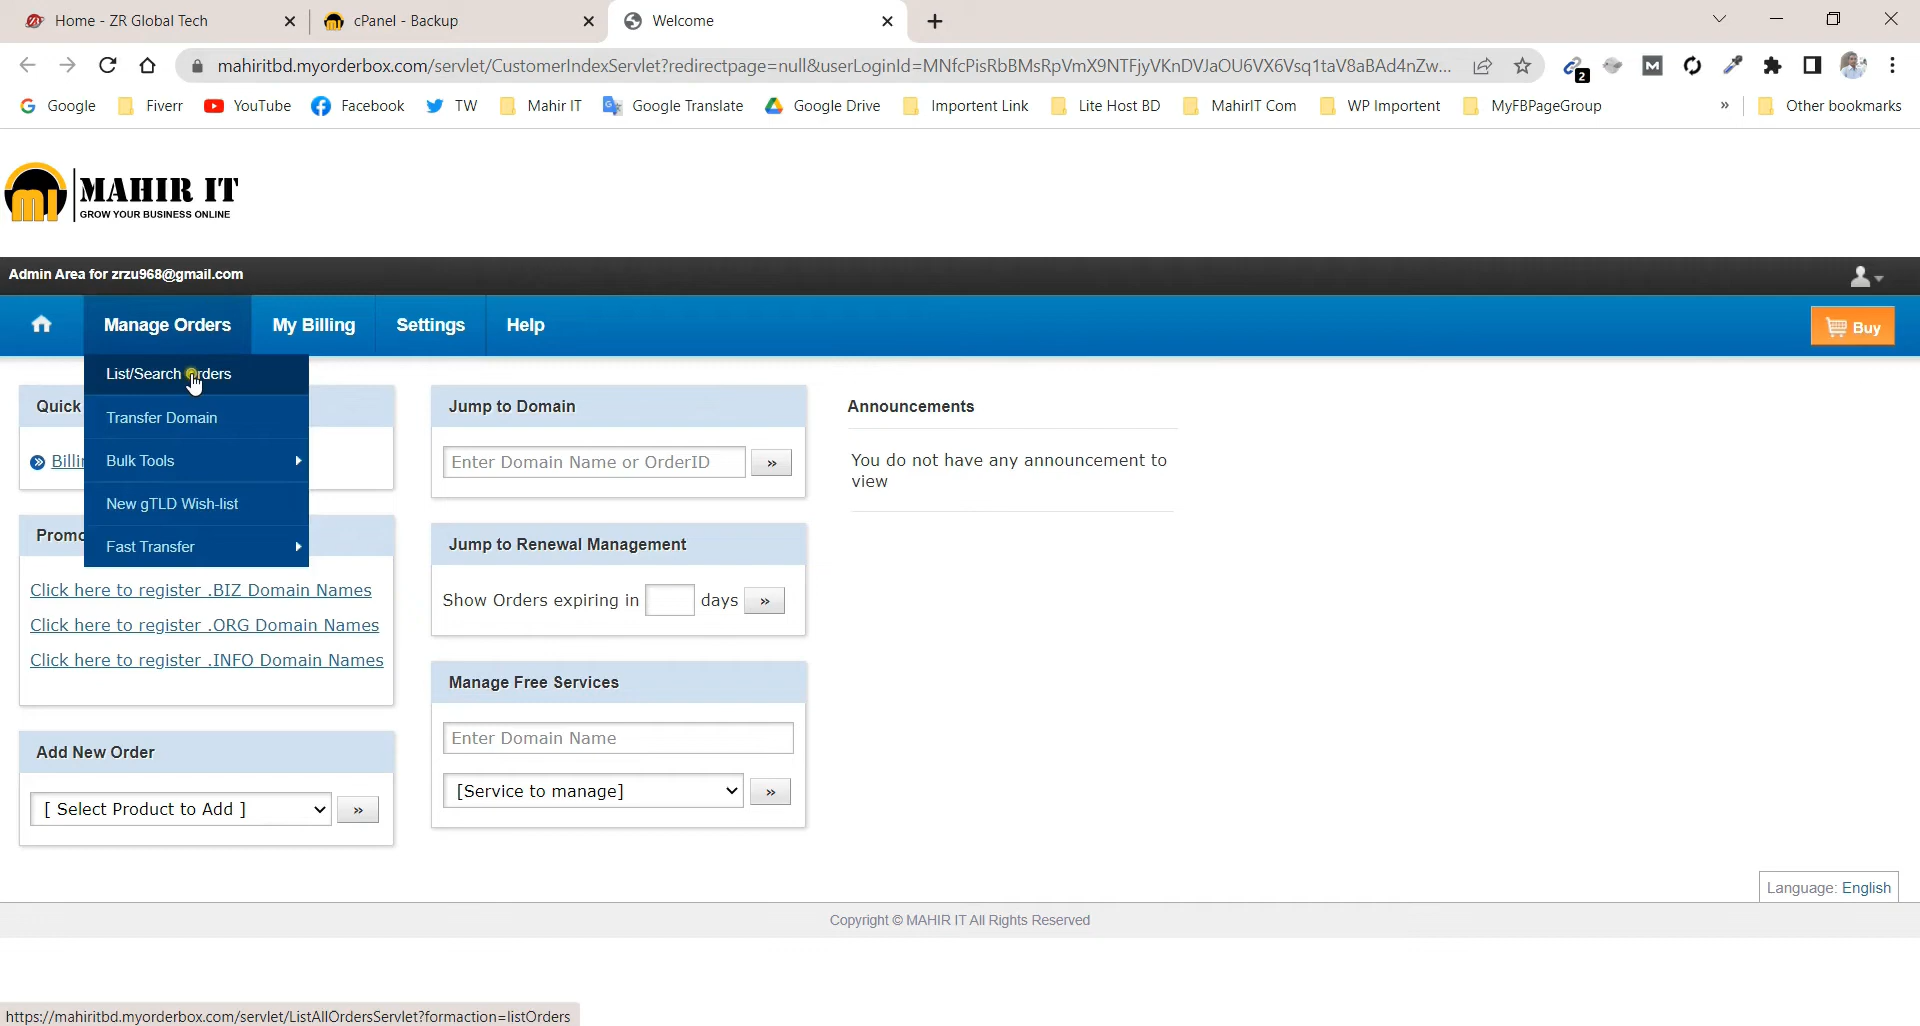 Home - ZR Global Tech
cPanel - Backup
Welcome
mahiritbd.myorderbox.com/servlet/CustomerIndexServlet?redirectpage=null&userLoginId=MNfcPisRbBMsRpVmX9NTFjyVKnDVJaOU6VX6Vsq1taV8aBAd4nZw...
M
2
Google
Fiverr
YouTube
Facebook
TW
Mahir IT
Google Translate
Google Drive
Importent Link
Lite Host BD
MahirIT Com
WP Importent
MyFBPageGroup
»
Other bookmarks
MAHIR IT
GROW YOUR BUSINESS ONLINE
Admin Area for zrzu968@gmail.com
Manage Orders
My Billing
Settings
Help
Buy
List/Search Orders
Transfer Domain
Bulk Tools
New gTLD Wish-list
Fast Transfer
Quick
Promo
Click here to register .BIZ Domain Names
Click here to register .ORG Domain Names
Click here to register .INFO Domain Names
Add New Order
[ Select Product to Add ]
»
Jump to Domain
Enter Domain Name or OrderID
»
Jump to Renewal Management
Show Orders expiring in days »
Manage Free Services
Enter Domain Name
[Service to manage]
»
Announcements
You do not have any announcement to
view
Language: English
Copyright © MAHIR IT All Rights Reserved
https://mahiritbd.myorderbox.com/servlet/ListAllOrdersServlet?formaction=listOrders